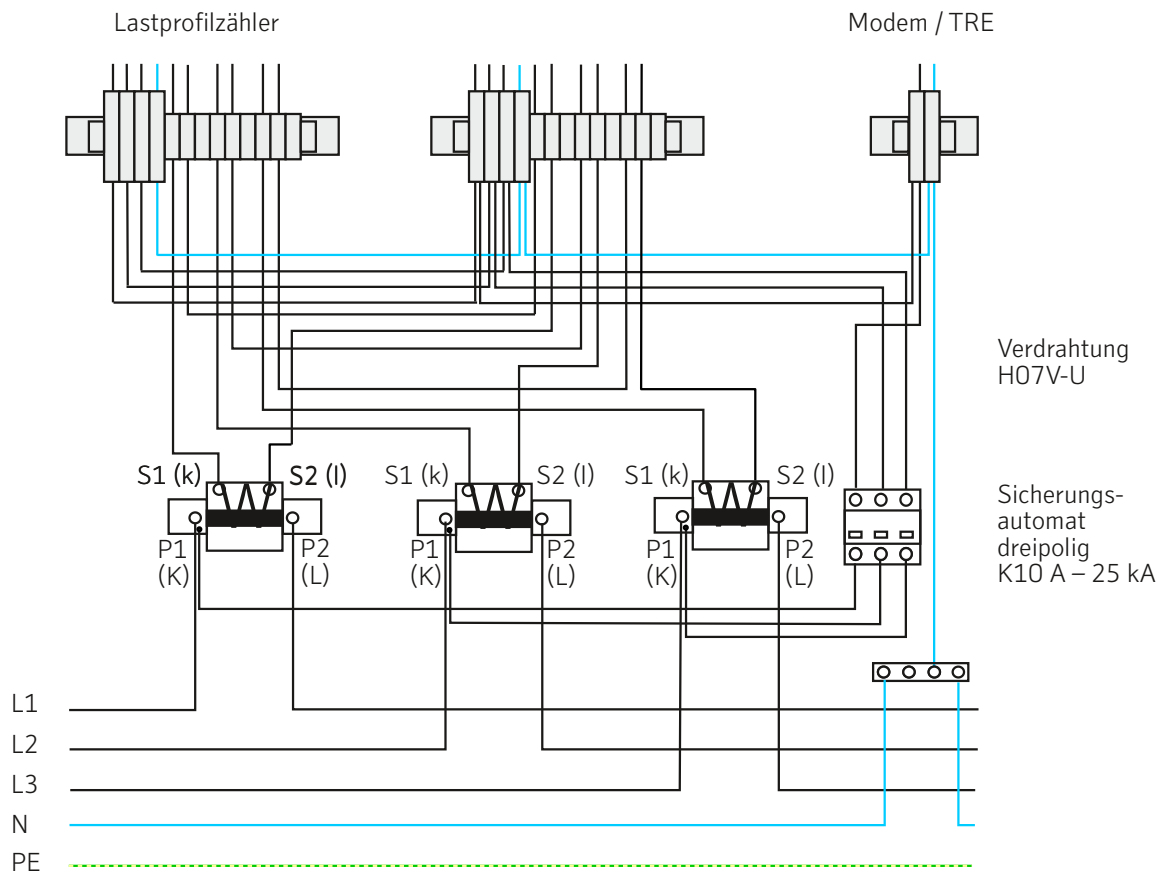 Lastprofilzähler
Modem / TRE
Verdrahtung
H07V-U
S1 (k)
S2 (l)
S1 (k)
S2 (l)
S1 (k)
S2 (l)
Sicherungs-
automat
dreipolig
K10 A – 25 kA
P1
(K)
P2
(L)
P1
(K)
P2
(L)
P1
(K)
P2
(L)
L1
L2
L3
N
PE